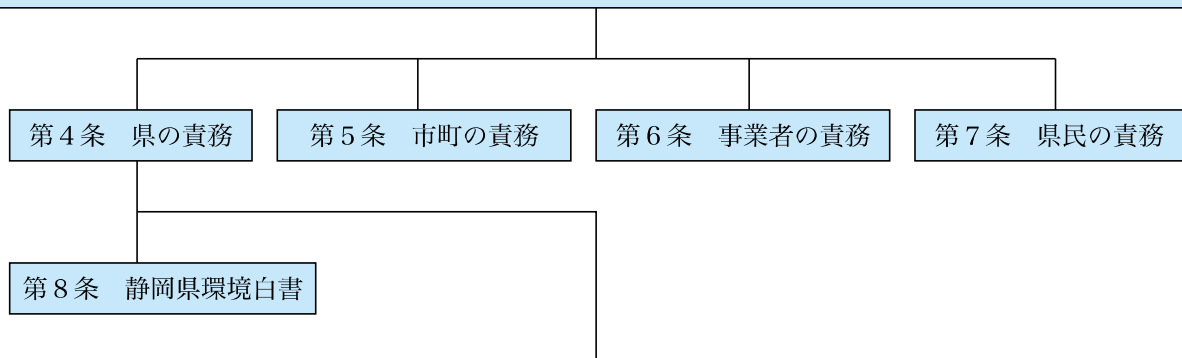 第４条　県の責務
第５条　市町の責務
第６条　事業者の責務
第７条　県民の責務
第８条　静岡県環境白書